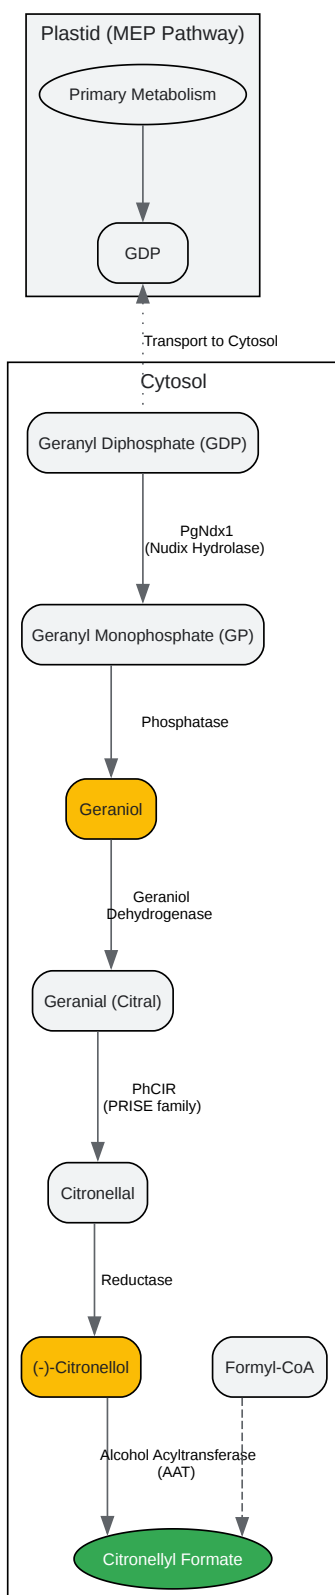 Plastid (MEP Pathway)
Primary Metabolism
GDP
Transport to Cytosol
Cytosol
Geranyl Diphosphate (GDP)
PgNdx1
(Nudix Hydrolase)
Geranyl Monophosphate (GP)
Phosphatase
Geraniol
Geraniol
Dehydrogenase
Geranial (Citral)
PhCIR
(PRISE family)
Citronellal
Reductase
(-)-Citronellol
Formyl-CoA
Alcohol Acyltransferase
(AAT)
Citronellyl Formate